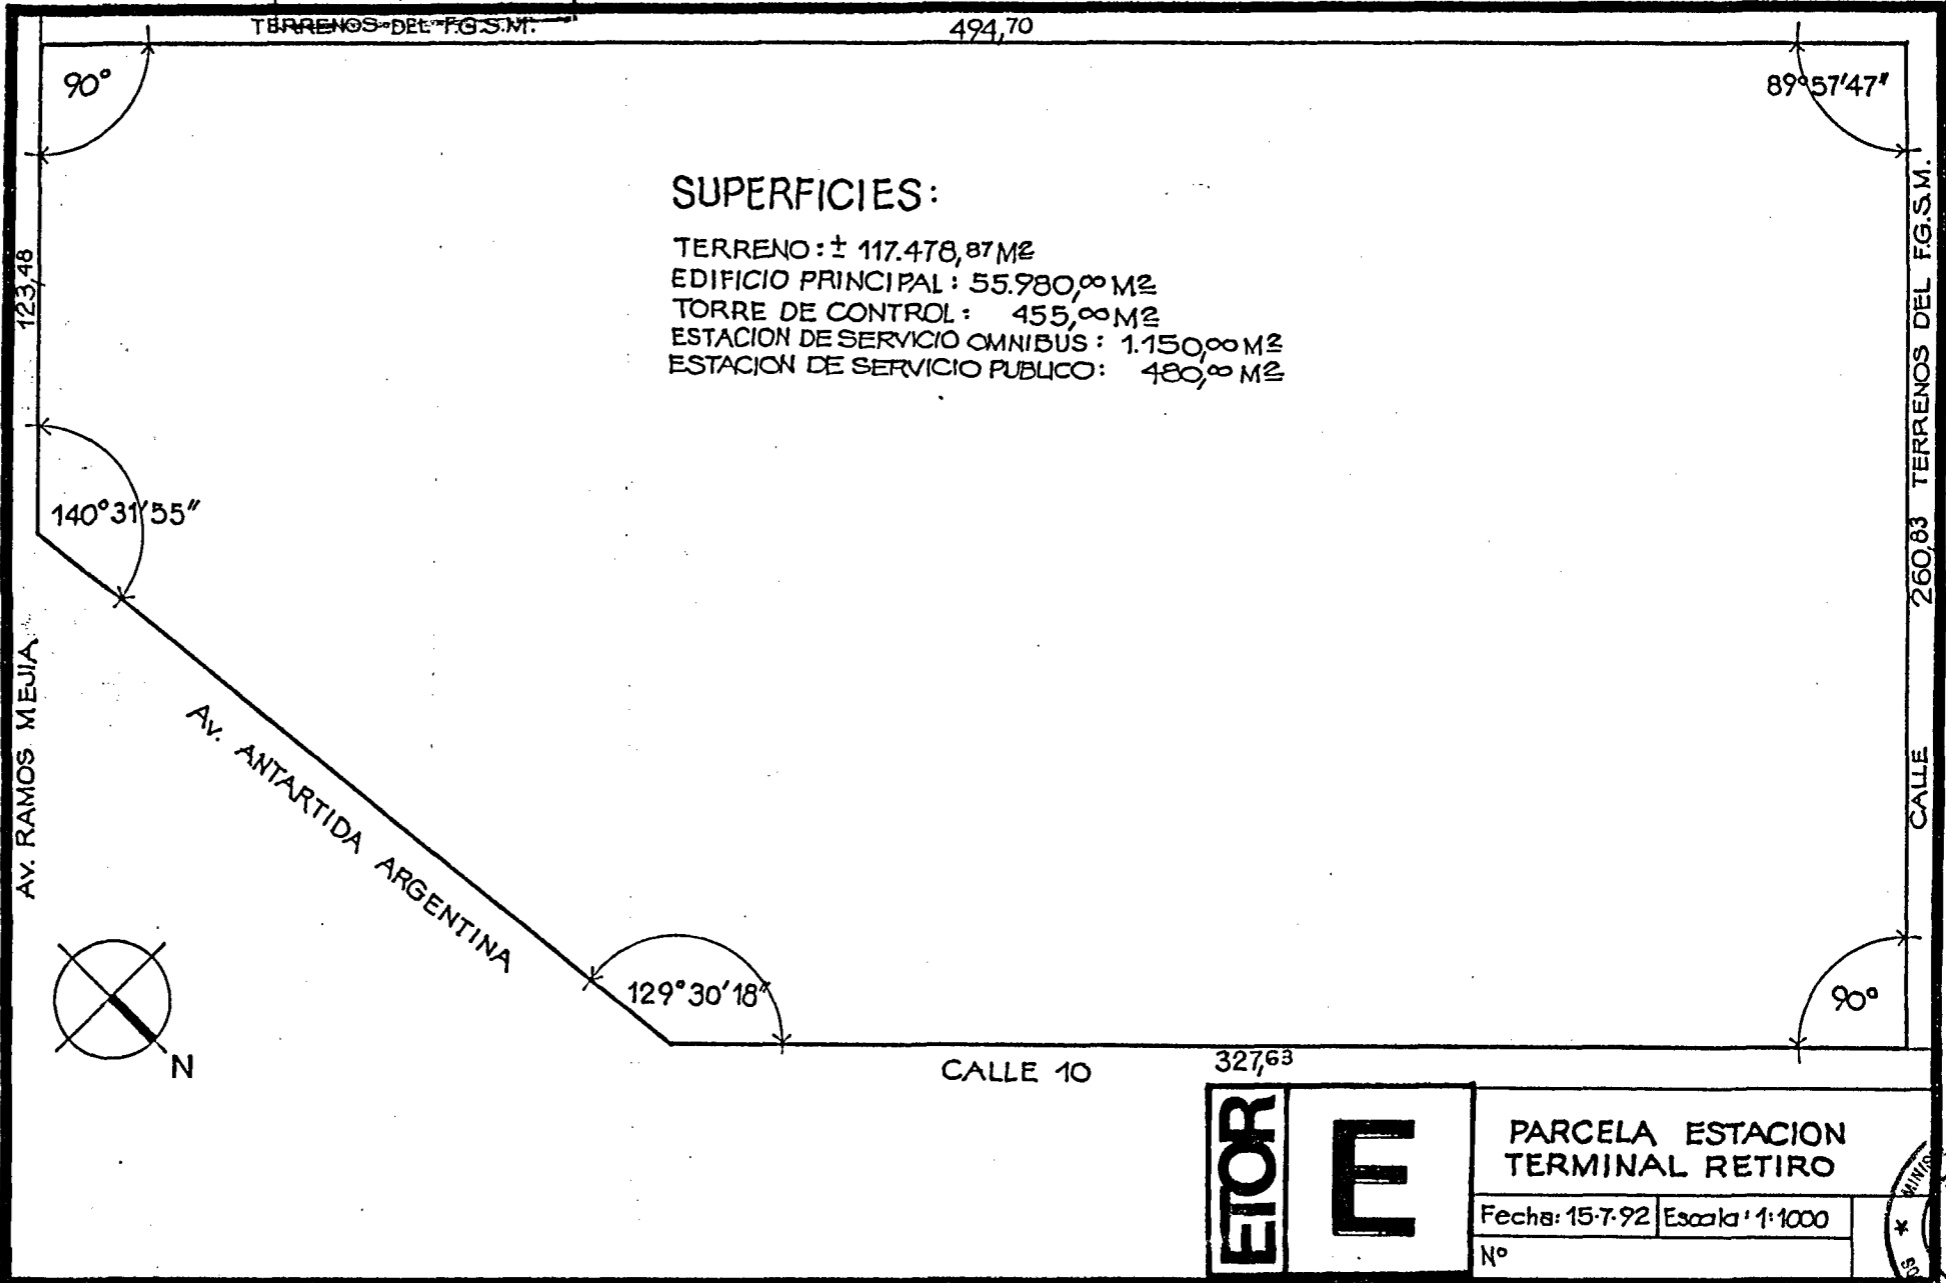 TERRENOS DEL F.G.S.M.
494,70
90°
89°57'47"
SUPERFICIES:
TERRENO: ± 117.478,87 M2
EDIFICIO PRINCIPAL: 55.980,00 M2
TORRE DE CONTROL: 455,00 M2
ESTACION DE SERVICIO OMNIBUS: 1.150,00 M2
ESTACION DE SERVICIO PUBLICO: 480,00 M2
123,48
140°31'55"
AV. RAMOS MEJIA
AV. ANTARTIDA ARGENTINA
129°30'18"
CALLE 260,83 TERRENOS DEL F.G.S.M.
90°
N
CALLE 10
327,63
ETOR
E
PARCELA ESTACION
TERMINAL RETIRO
Fecha: 15·7·92
Escala: 1:1000
Nº